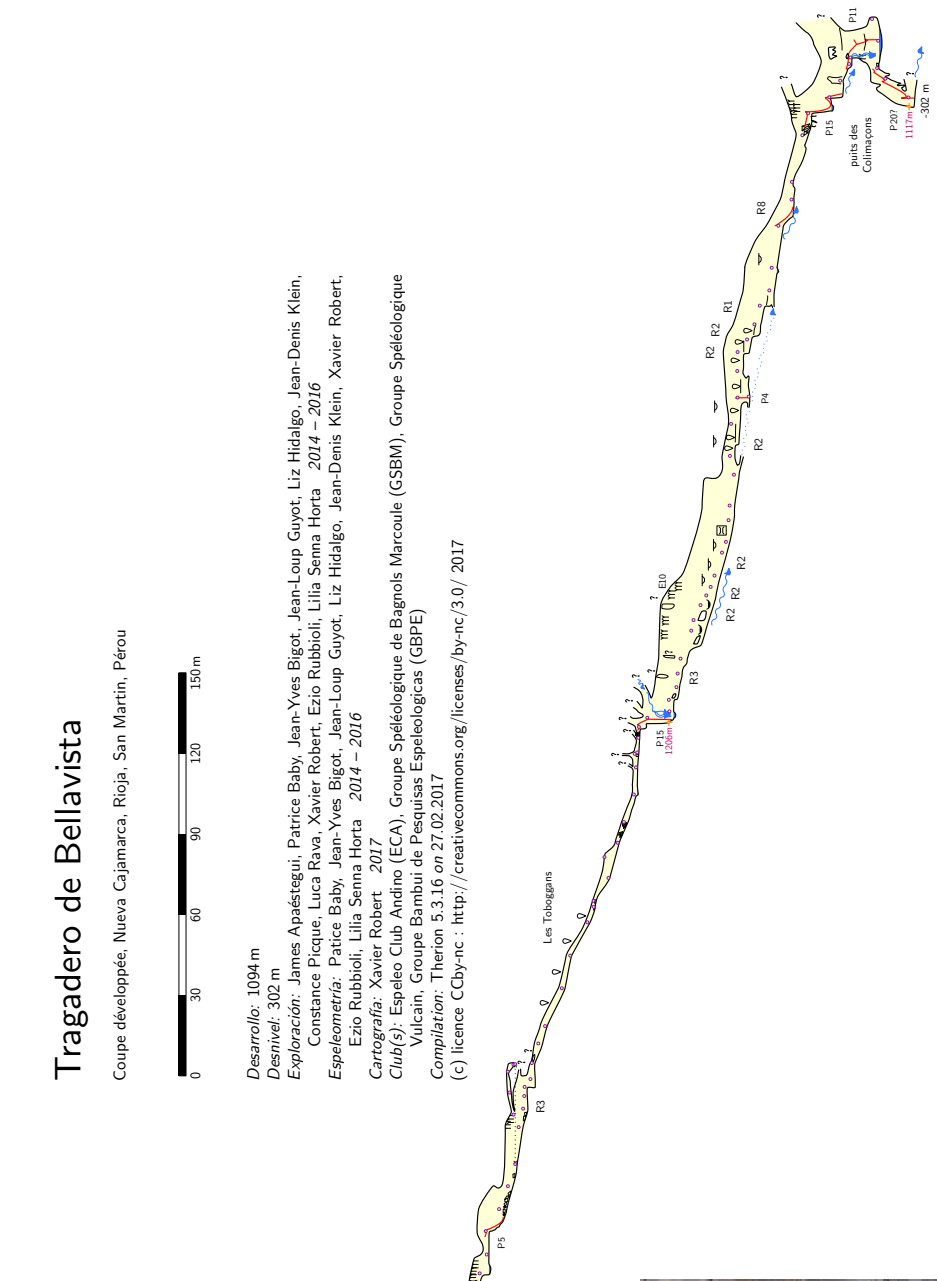 Tragadero de Bellavista
Coupe développée, Nueva Cajamarca, Rioja, San Martin, Pérou
0 30 60 90 120 150 m
Desarrollo: 1094 m
Desnivel: 302 m
Exploración: James Apaéstegui, Patrice Baby, Jean-Yves Bigot, Jean-Loup Guyot, Liz Hidalgo, Jean-Denis Klein,
Constance Picque, Luca Rava, Xavier Robert, Ezio Rubbioli, Lilia Senna Horta 2014 – 2016
Espeleometría: Patice Baby, Jean-Yves Bigot, Jean-Loup Guyot, Liz Hidalgo, Jean-Denis Klein, Xavier Robert,
Ezio Rubbioli, Lilia Senna Horta 2014 – 2016
Cartografía: Xavier Robert 2017
Club(s): Espeleo Club Andino (ECA), Groupe Spéléologique de Bagnols Marcoule (GSBM), Groupe Spéléologique
Vulcain, Groupe Bambui de Pesquisas Espeleologicas (GBPE)
Compilation: Therion 5.3.16 on 27.02.2017
(c) licence CCby-nc : http://creativecommons.org/licenses/by-nc/3.0/ 2017
P5
R3
?
?
Les Toboggans
?
?
?
?
P15
1206m
?
R3
?
?
E10
R2
R2
R2
R2
P4
R2
R2
R1
R8
?
P15
?
P11
puits des
Colimaçons
P20?
1117m
?
-302 m